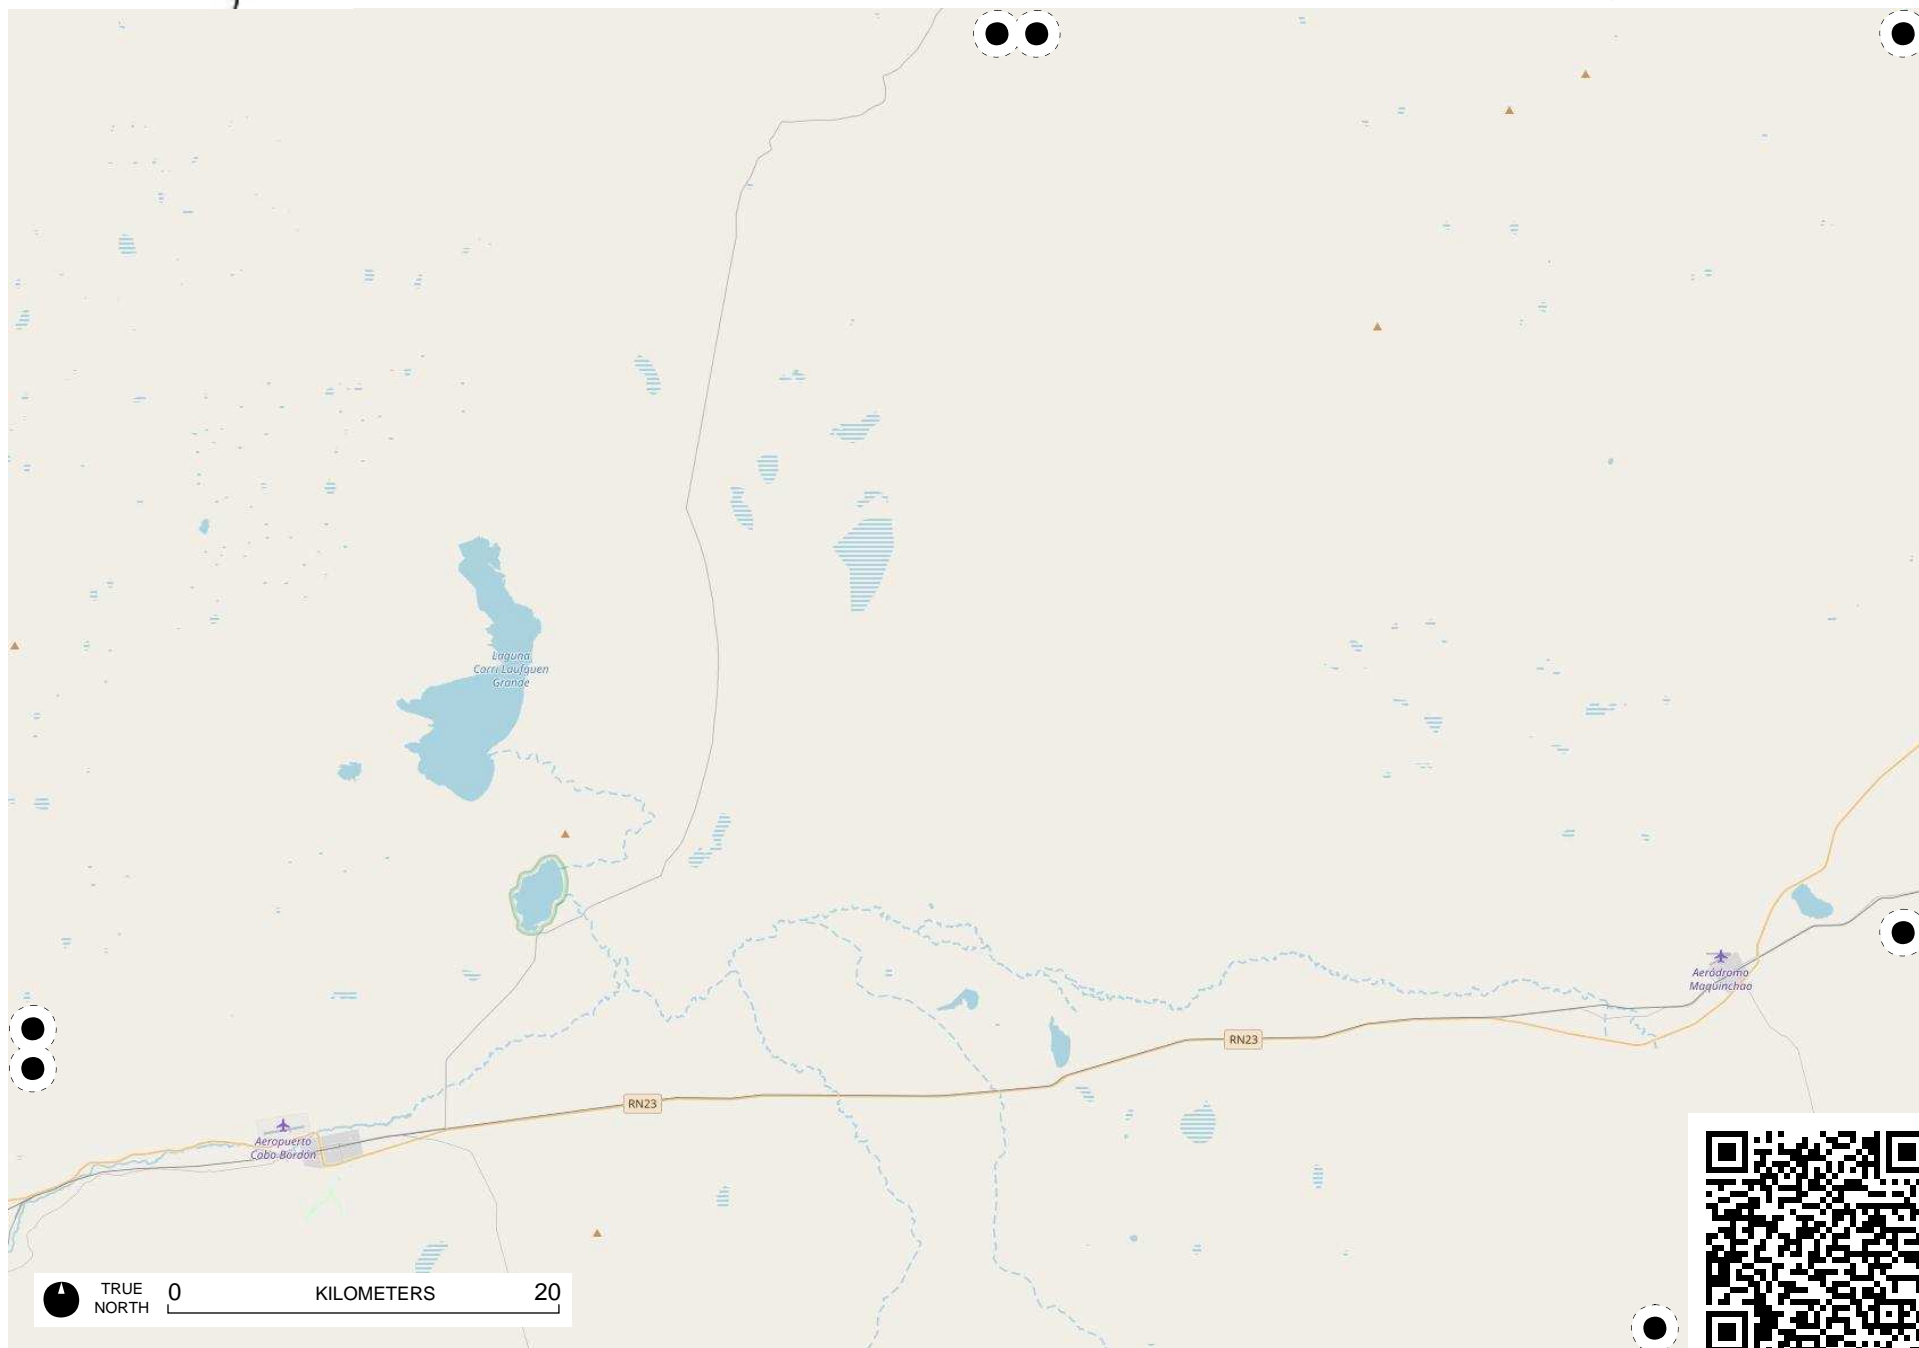 Laguna
Carri Laufquen
Grande
Aeródromo
Maquinchao
RN23
RN23
Aeropuerto
Cabo Bordón
TRUE
NORTH
0 KILOMETERS 20